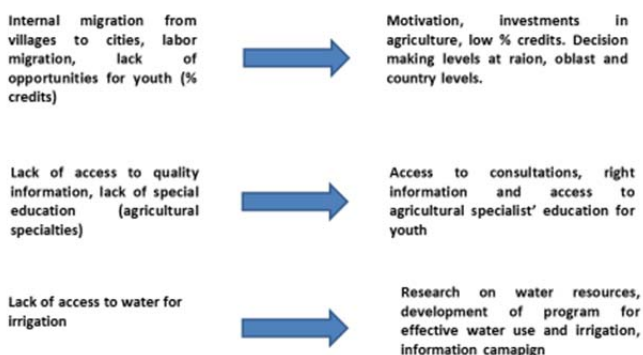 Internal migration from
villages to cities, labor
migration, lack of
opportunities for youth (%
credits)
Motivation, investments in
agriculture, low % credits. Decision
making levels at raion, oblast and
country levels.
Lack of access to quality
information, lack of special
education (agricultural
specialties)
Access to consultations, right
information and access to
agricultural specialist' education for
youth
Lack of access to water for
irrigation
Research on water resources,
development of program for
effective water use and irrigation,
information camapign